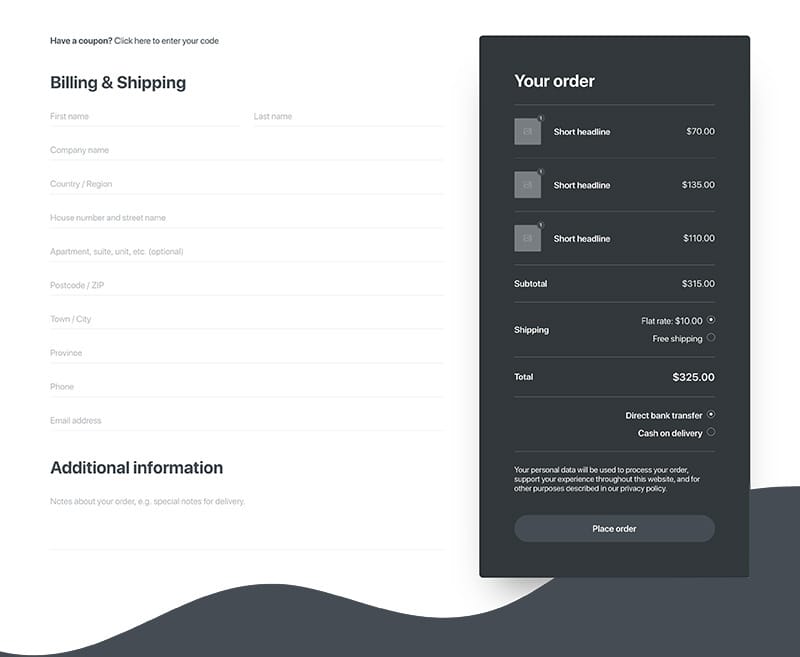 Have a coupon? Click here to enter your code
Billing & Shipping
First name
Last name
Company name
Country / Region
House number and street name
Apartment, suite, unit, etc. (optional)
Postcode / ZIP
Town / City
Province
Phone
Email address
Additional information
Notes about your order, e.g. special notes for delivery.
Your order
1
Short headline $70.00
1
Short headline $135.00
1
Short headline $110.00
Subtotal $315.00
Shipping
Flat rate: $10.00
Free shipping
Total $325.00
Direct bank transfer
Cash on delivery
Your personal data will be used to process your order,
support your experience throughout this website, and for
other purposes described in our privacy policy.
Place order